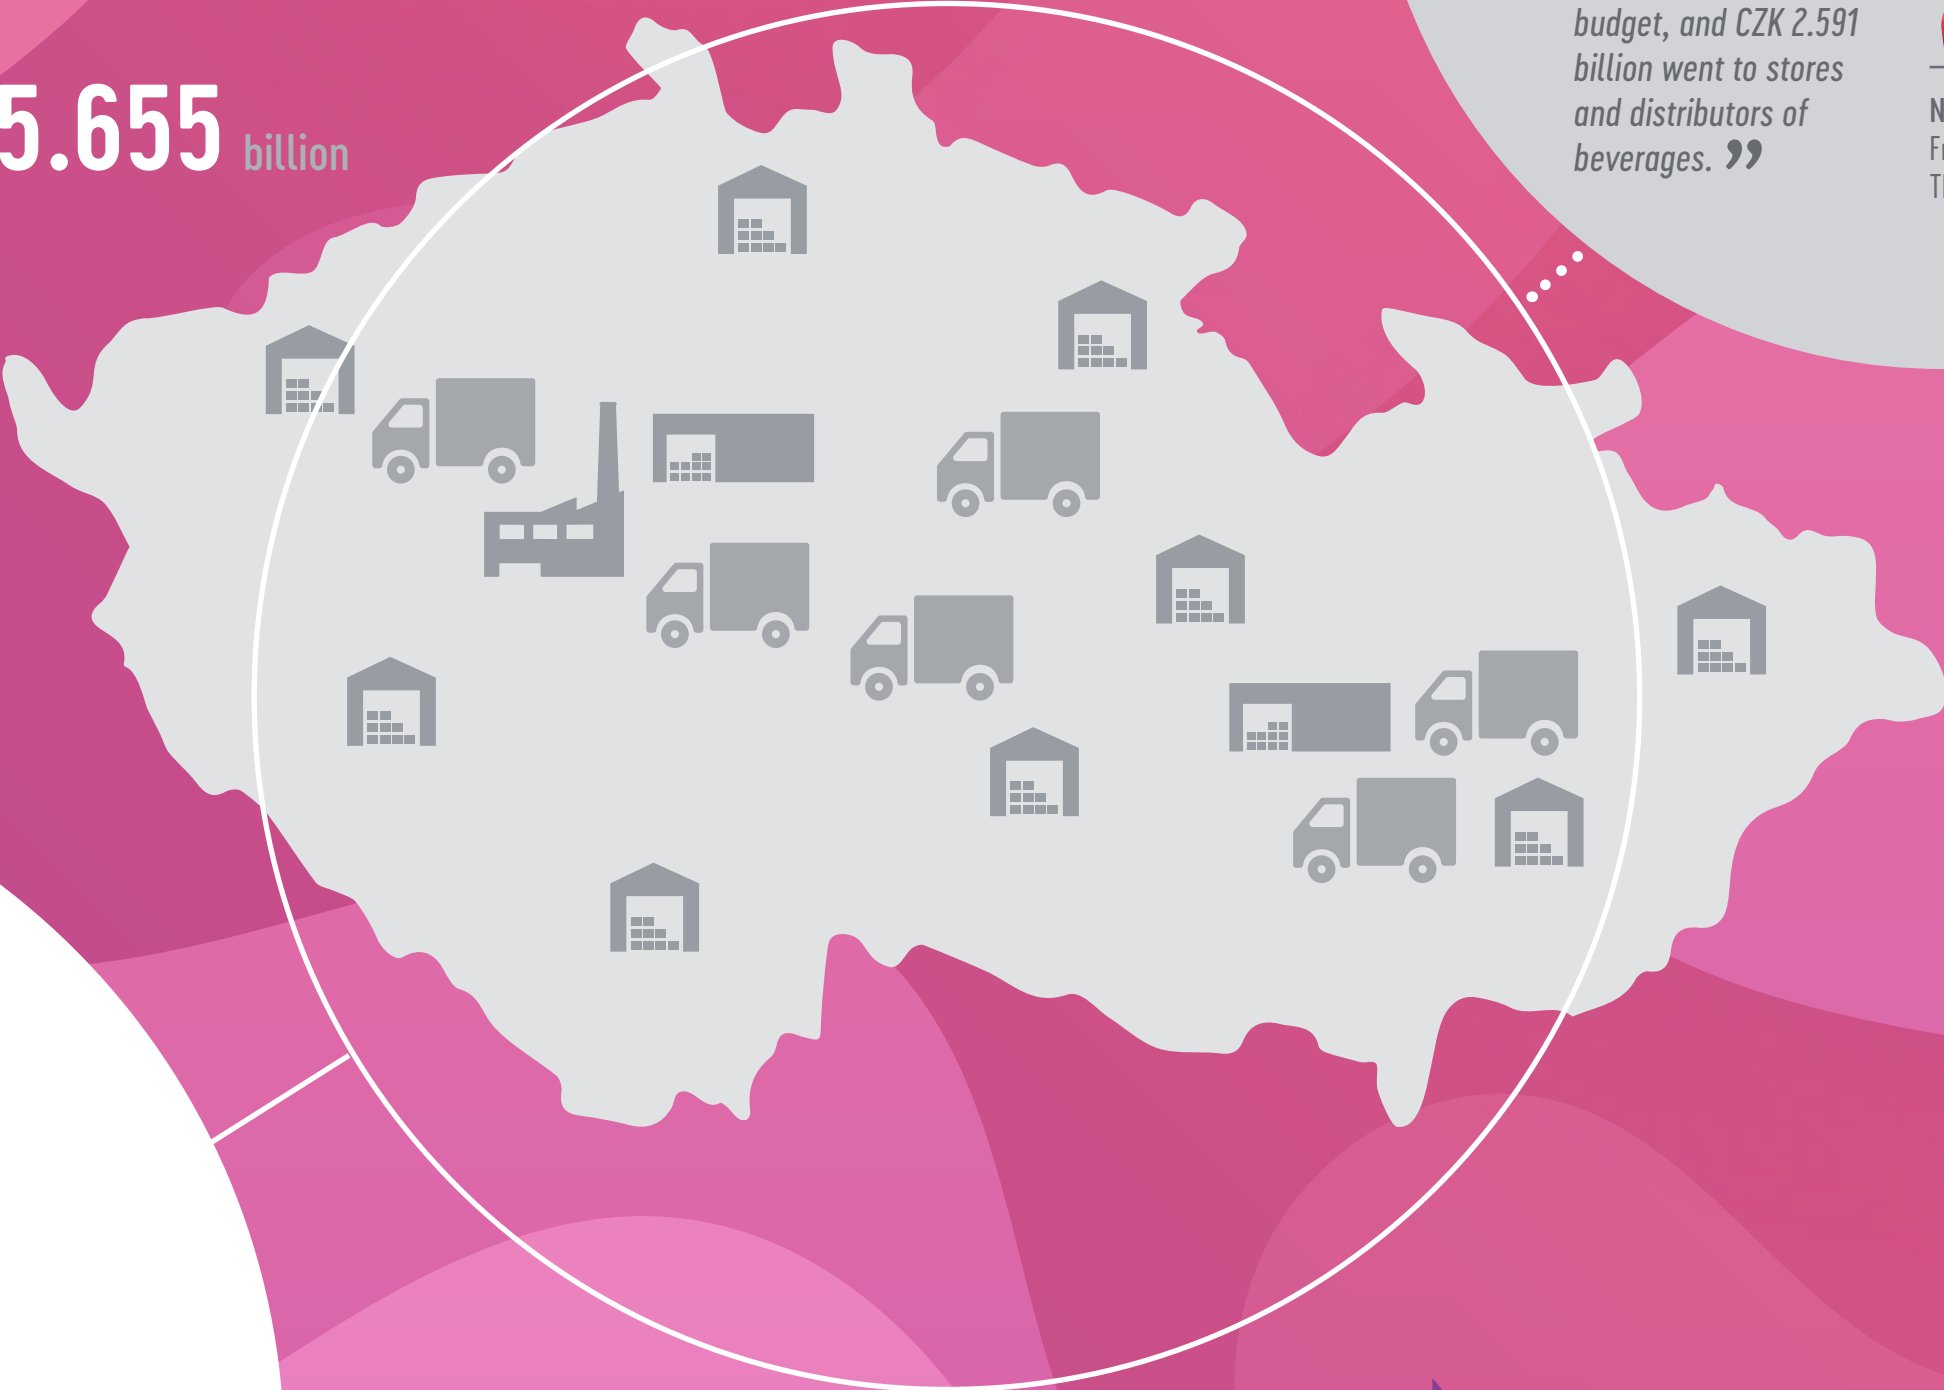 5.655 billion
budget, and CZK 2.591
billion went to stores
and distributors of
beverages. ”